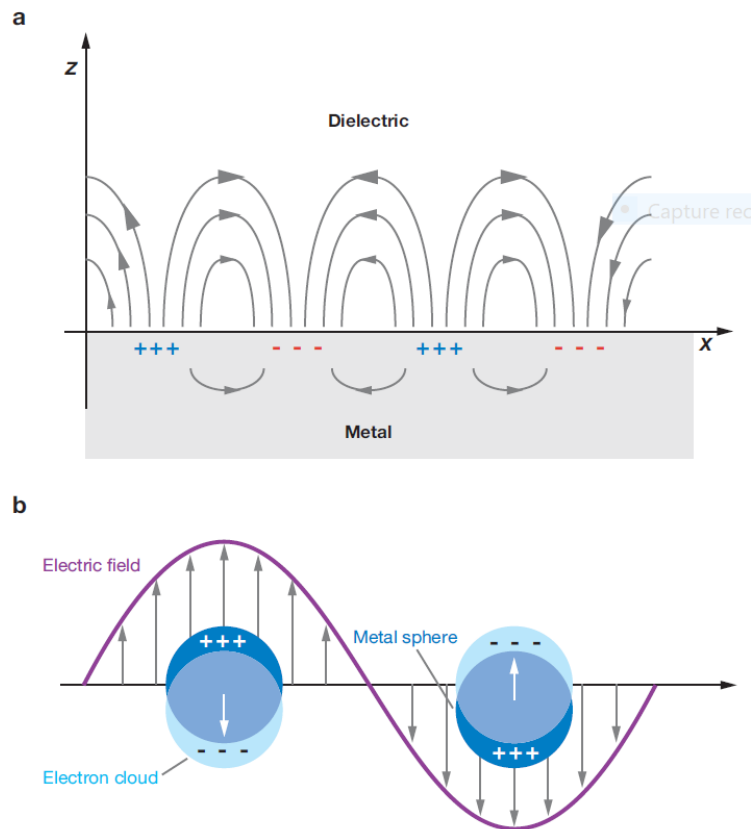 a
z
Dielectric
Capture rec
+++ - - - +++ - - -
x
Metal
b
Electric field
+++
Metal sphere
- - -
- - -
+++
Electron cloud